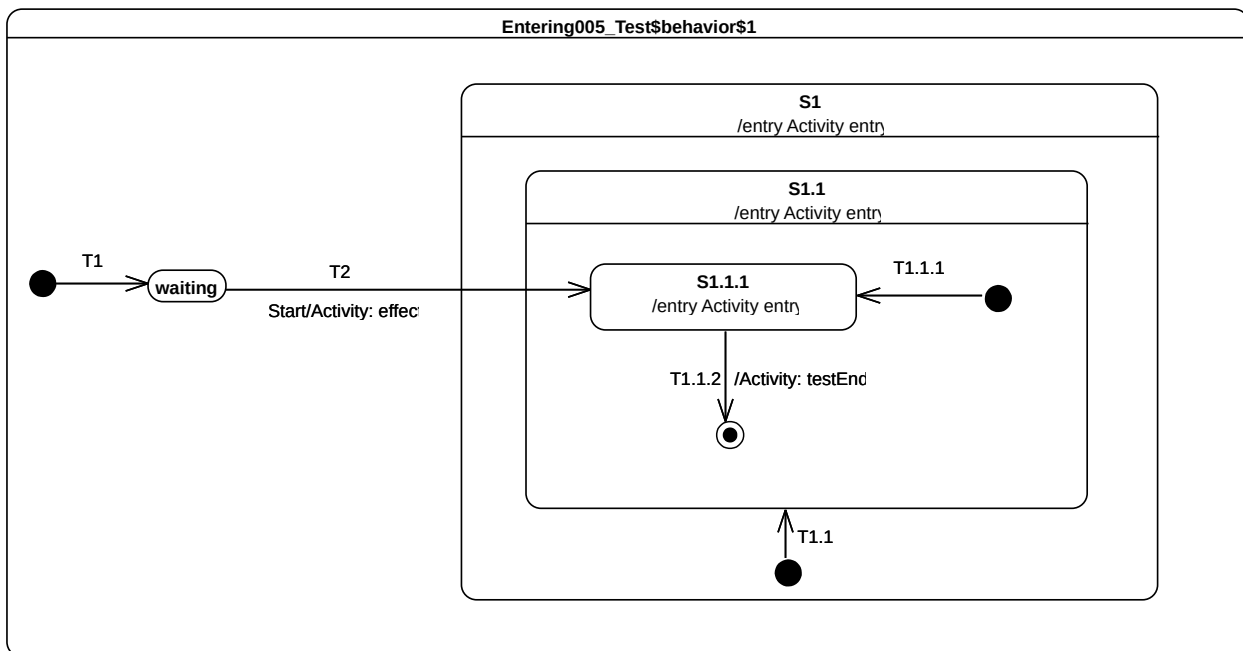 Entering005_Test$behavior$1
S1
/entry Activity entry
S1.1
/entry Activity entry
T1
waiting
T2
Start/Activity: effec
S1.1.1
/entry Activity entry
T1.1.1
T1.1.2
/Activity: testEnd
T1.1